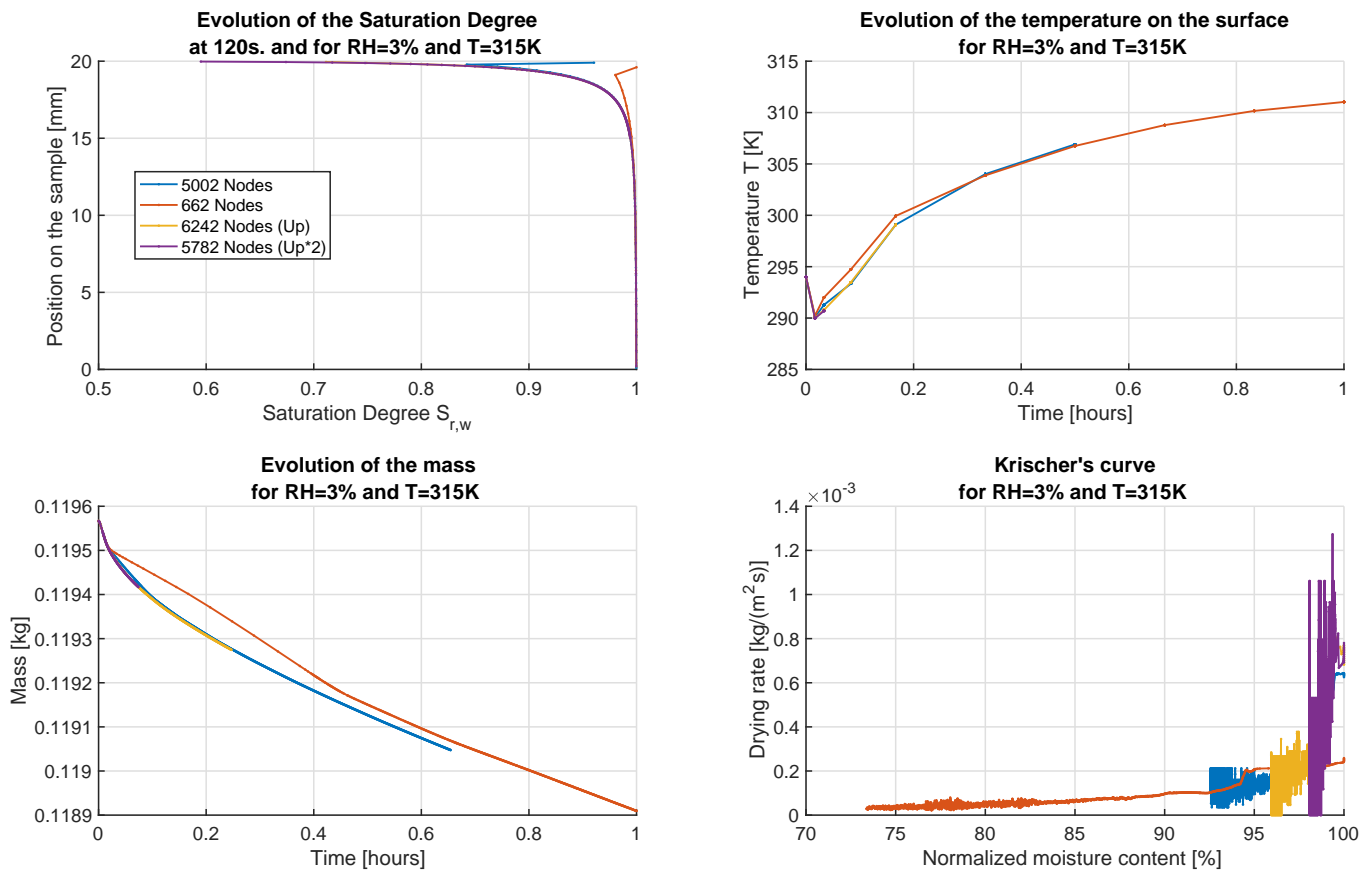 Evolution of the Saturation Degree
at 120s. and for RH=3% and T=315K
20
15
10
5
0
Position on the sample [mm]
5002 Nodes
662 Nodes
6242 Nodes (Up)
5782 Nodes (Up*2)
0.5 0.6 0.7 0.8 0.9 1
Saturation Degree S_{r,w}
Evolution of the temperature on the surface
for RH=3% and T=315K
315
310
305
300
295
290
285
Temperature T [K]
0 0.2 0.4 0.6 0.8 1
Time [hours]
Evolution of the mass
for RH=3% and T=315K
0.1196
0.1195
0.1194
0.1193
0.1192
0.1191
0.119
0.1189
Mass [kg]
0 0.2 0.4 0.6 0.8 1
Time [hours]
Krischer's curve
for RH=3% and T=315K
×10^{-3}
1.4
1.2
1
0.8
0.6
0.4
0.2
0
Drying rate [kg/(m^2 s)]
70 75 80 85 90 95 100
Normalized moisture content [%]